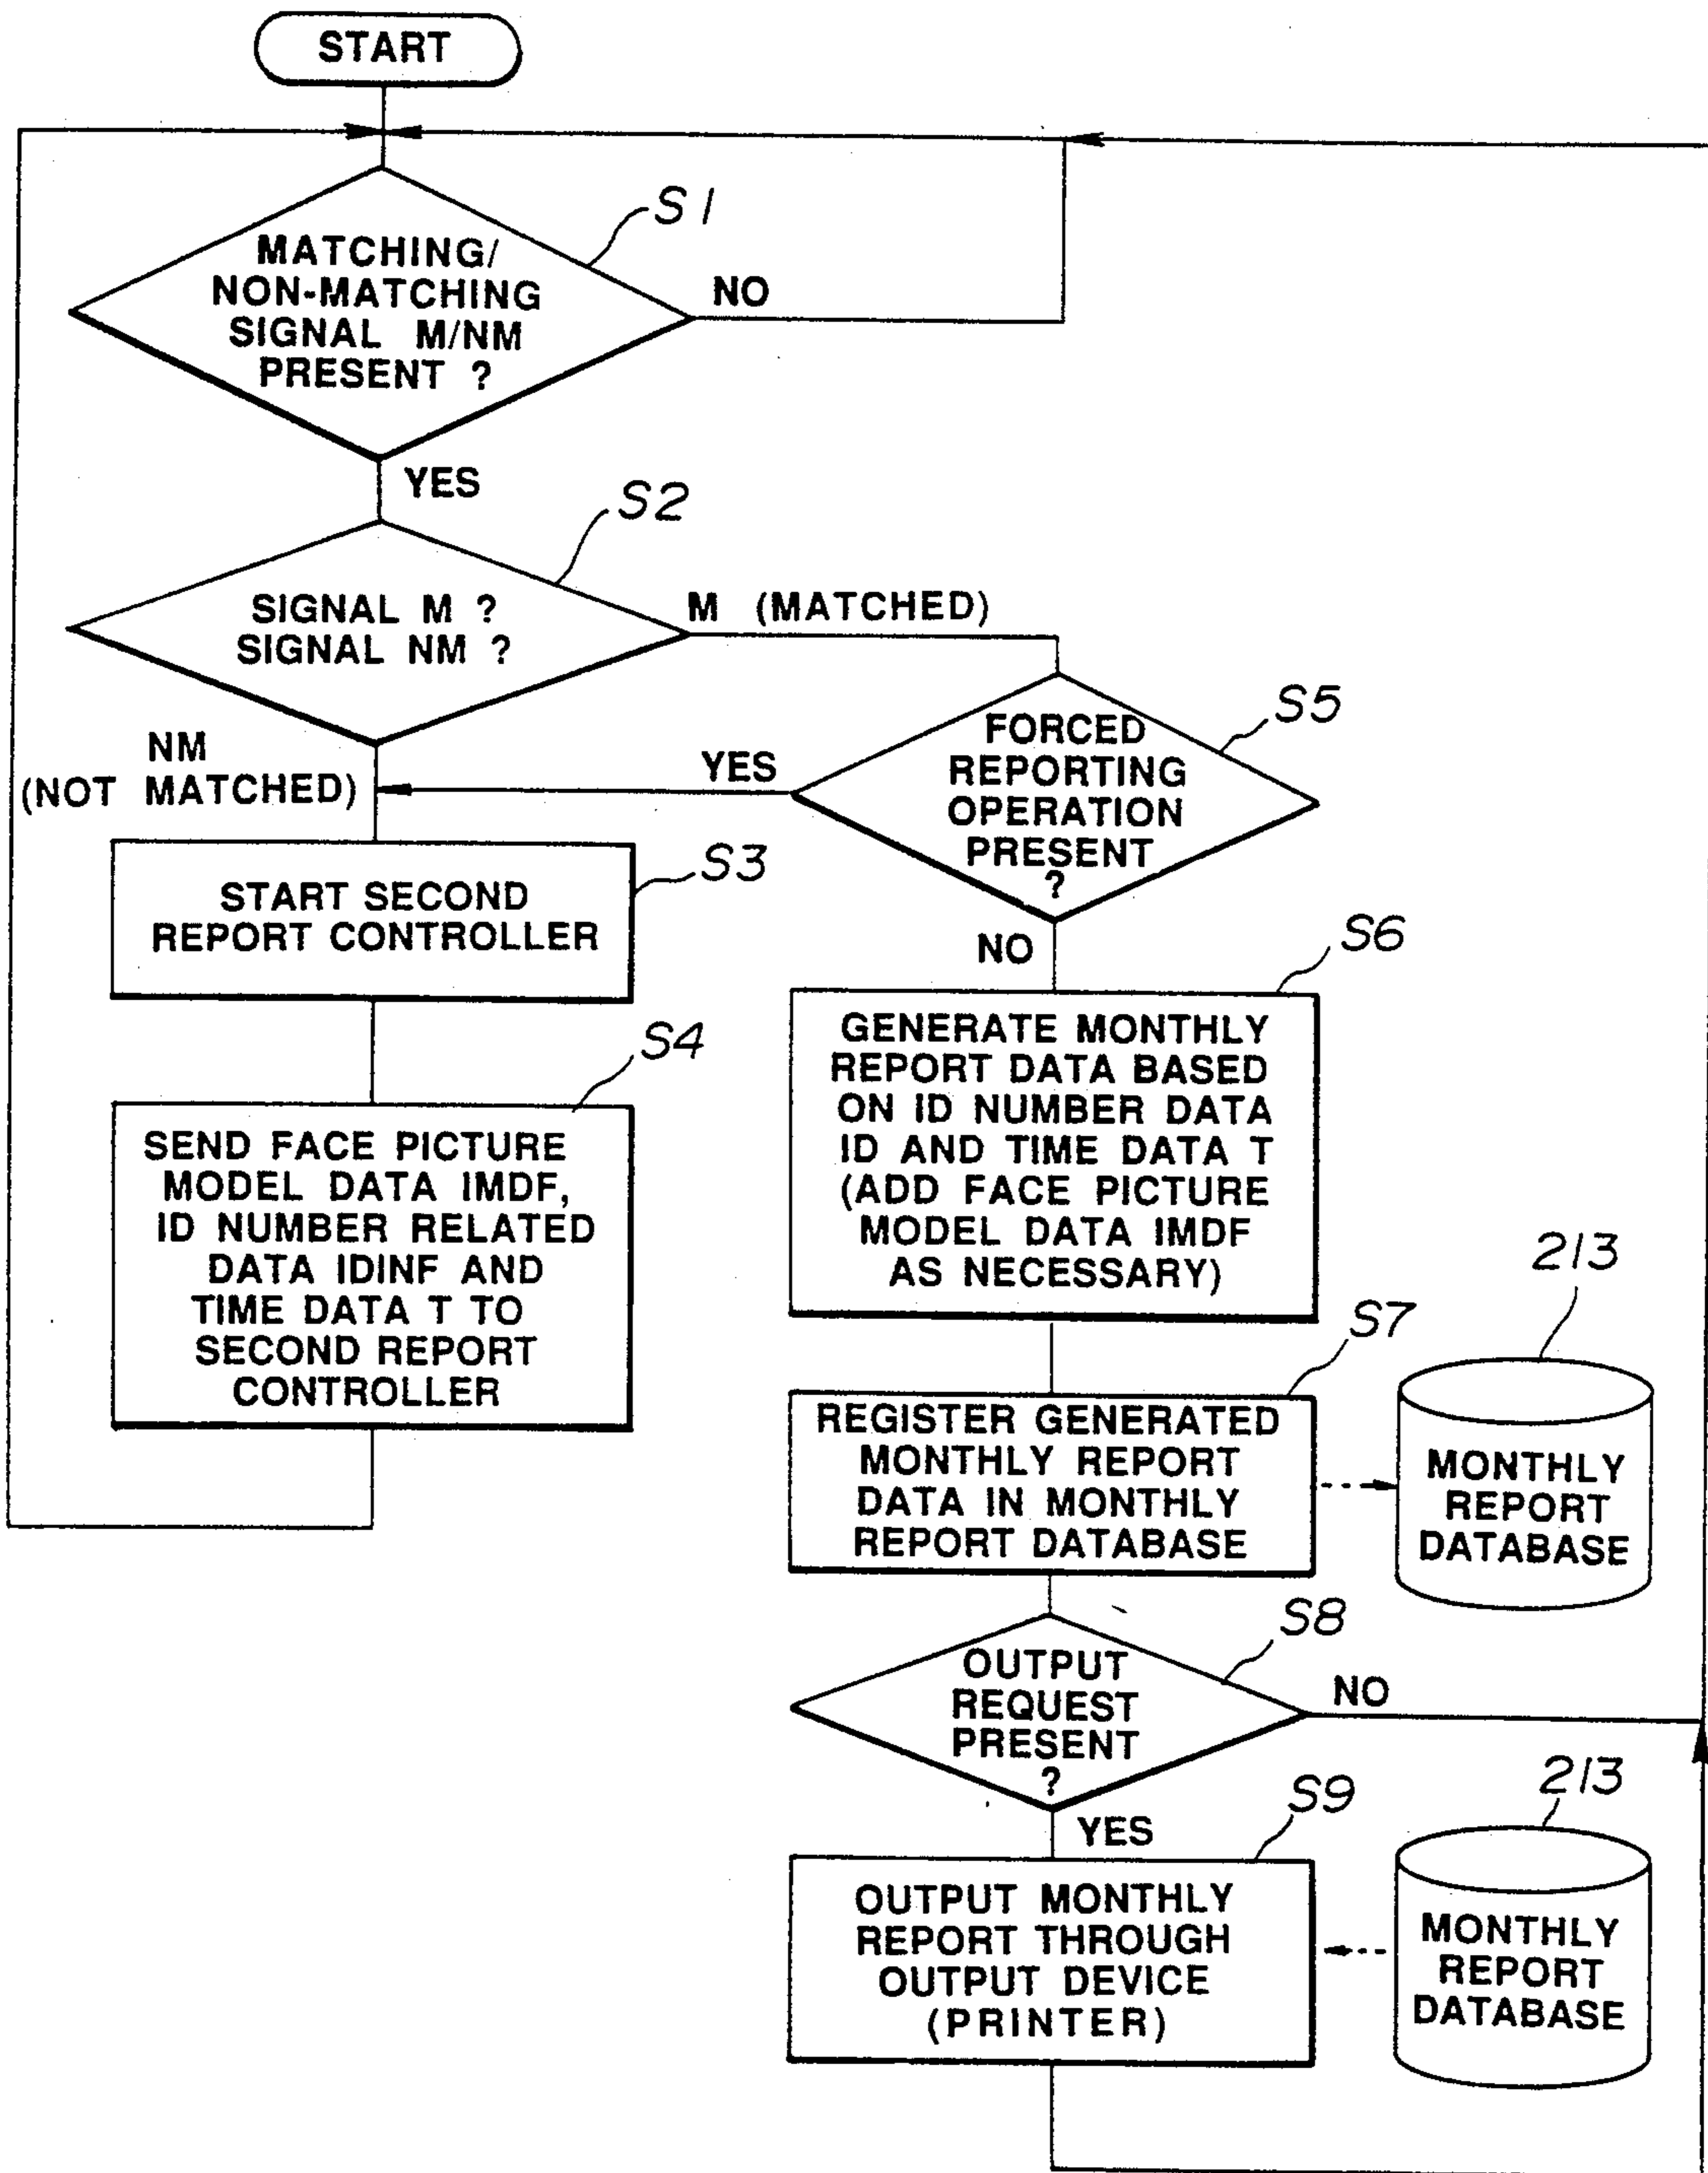 START
S1
MATCHING/
NON-MATCHING
SIGNAL M/NM
PRESENT ?
NO
YES
S2
SIGNAL M ?
SIGNAL NM ?
M (MATCHED)
NM
(NOT MATCHED)
S5
FORCED
REPORTING
OPERATION
PRESENT
?
YES
NO
S3
START SECOND
REPORT CONTROLLER
S4
SEND FACE PICTURE
MODEL DATA IMDF,
ID NUMBER RELATED
DATA IDINF AND
TIME DATA T TO
SECOND REPORT
CONTROLLER
S6
GENERATE MONTHLY
REPORT DATA BASED
ON ID NUMBER DATA
ID AND TIME DATA T
(ADD FACE PICTURE
MODEL DATA IMDF
AS NECESSARY)
S7
REGISTER GENERATED
MONTHLY REPORT
DATA IN MONTHLY
REPORT DATABASE
213
MONTHLY
REPORT
DATABASE
S8
OUTPUT
REQUEST
PRESENT
?
NO
YES
S9
OUTPUT MONTHLY
REPORT THROUGH
OUTPUT DEVICE
(PRINTER)
213
MONTHLY
REPORT
DATABASE